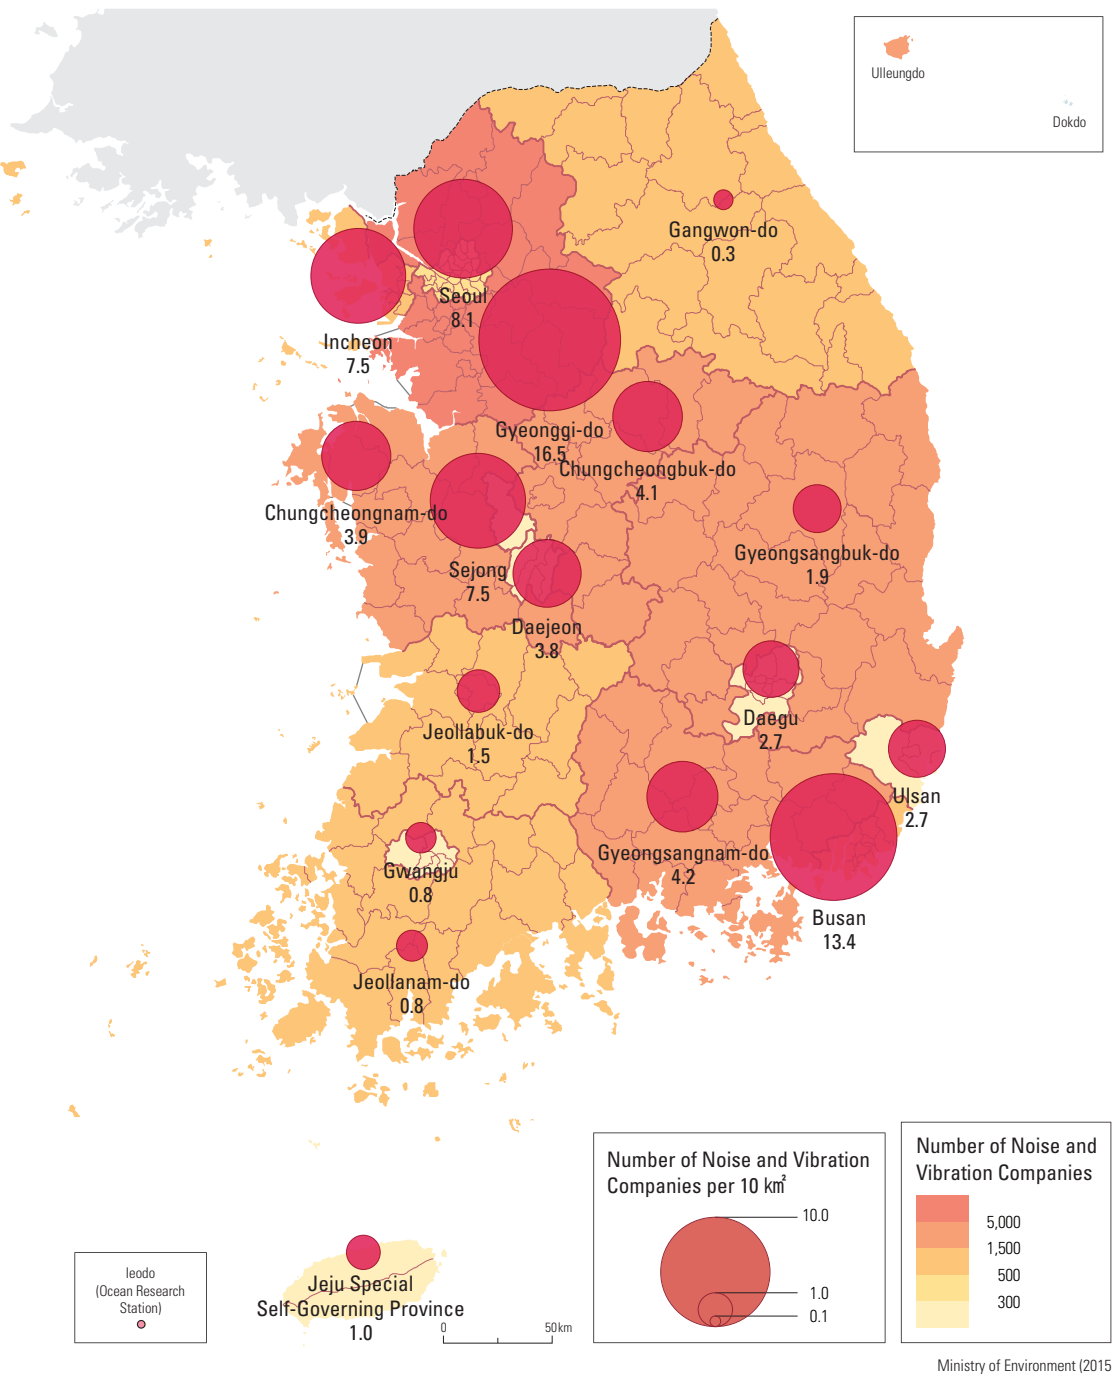 Ulleungdo
Dokdo
Gangwon-do
0.3
Seoul
8.1
Incheon
7.5
Gyeonggi-do
16.5
Chungcheongbuk-do
4.1
Chungcheongnam-do
3.9
Gyeongsangbuk-do
1.9
Sejong
7.5
Daejeon
3.8
Daegu
2.7
Jeollabuk-do
1.5
Ulsan
2.7
Gyeongsangnam-do
4.2
Gwangju
0.8
Busan
13.4
Jeollanam-do
0.8
Jeju Special
Self-Governing Province
1.0
Ieodo
(Ocean Research
Station)
0
50km
Number of Noise and Vibration
Companies per 10 ㎢
10.0
1.0
0.1
Number of Noise and
Vibration Companies
5,000
1,500
500
300
Ministry of Environment (2015